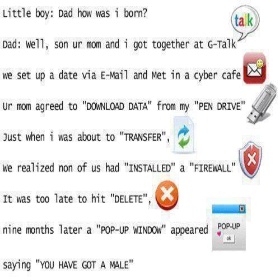 Little boy: Dad how was i born?
Dad: Well, son ur mom and i got together at G-Talk
talk
we set up a date via E-Mail and Met in a cyber cafe
Ur mom agreed to "DOWNLOAD DATA" from my "PEN DRIVE"
Just when i was about to "TRANSFER",
We realized non of us had "INSTALLED" a "FIREWALL"
It was too late to hit "DELETE",
nine months later a "POP-UP WINDOW" appeared
POP-UP
ok
saying "YOU HAVE GOT A MALE"